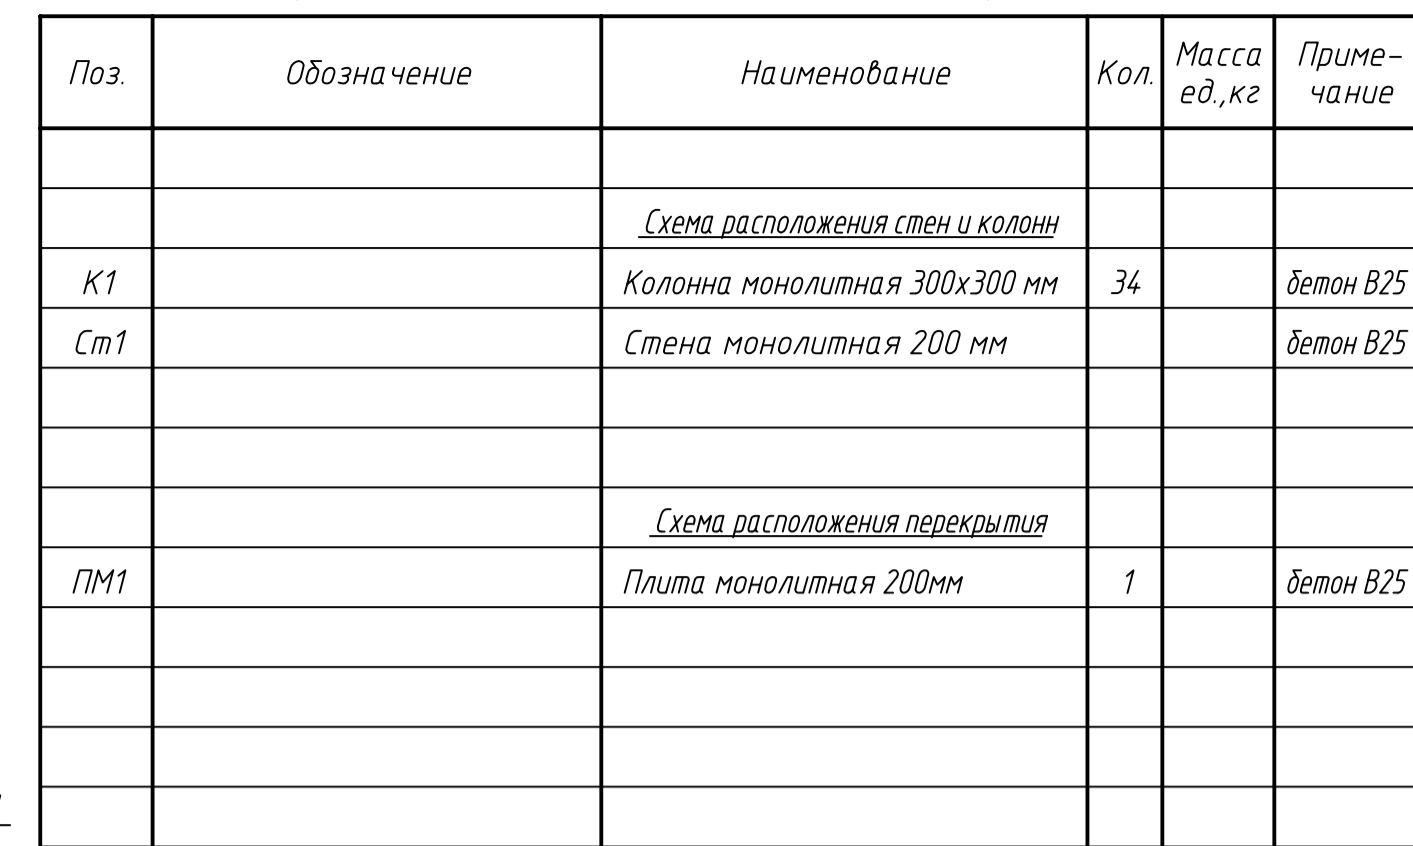 Поз. Обозначение Наименование Кол. Масса ед.,кг Приме- чание
Схема расположения стен и колонн
К1 Колонна монолитная 300х300 мм 34 бетон В25
Ст1 Стена монолитная 200 мм бетон В25
Схема расположения перекрытия
ПМ1 Плита монолитная 200мм 1 бетон В25